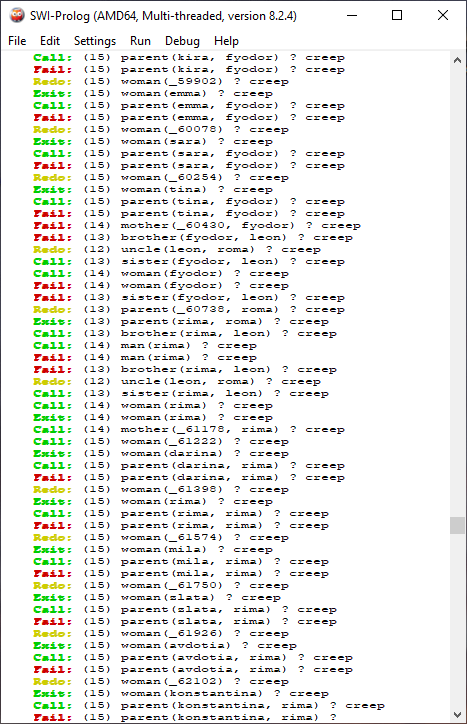 SWI-Prolog (AMD64, Multi-threaded, version 8.2.4)
File Edit Settings Run Debug Help
Call: (15) parent(kira, fyodor) ? creep
Fail: (15) parent(kira, fyodor) ? creep
Redo: (15) woman(_59902) ? creep
Exit: (15) woman(emma) ? creep
Call: (15) parent(emma, fyodor) ? creep
Fail: (15) parent(emma, fyodor) ? creep
Redo: (15) woman(_60078) ? creep
Exit: (15) woman(sara) ? creep
Call: (15) parent(sara, fyodor) ? creep
Fail: (15) parent(sara, fyodor) ? creep
Redo: (15) woman(_60254) ? creep
Exit: (15) woman(tina) ? creep
Call: (15) parent(tina, fyodor) ? creep
Fail: (15) parent(tina, fyodor) ? creep
Fail: (14) mother(_60430, fyodor) ? creep
Fail: (13) brother(fyodor, leon) ? creep
Redo: (12) uncle(leon, roma) ? creep
Call: (13) sister(fyodor, leon) ? creep
Call: (14) woman(fyodor) ? creep
Fail: (14) woman(fyodor) ? creep
Fail: (13) sister(fyodor, leon) ? creep
Redo: (13) parent(_60738, roma) ? creep
Exit: (13) parent(rima, roma) ? creep
Call: (13) brother(rima, leon) ? creep
Call: (14) man(rima) ? creep
Fail: (14) man(rima) ? creep
Fail: (13) brother(rima, leon) ? creep
Redo: (12) uncle(leon, roma) ? creep
Call: (13) sister(rima, leon) ? creep
Call: (14) woman(rima) ? creep
Exit: (14) woman(rima) ? creep
Call: (14) mother(_61178, rima) ? creep
Call: (15) woman(_61222) ? creep
Exit: (15) woman(darina) ? creep
Call: (15) parent(darina, rima) ? creep
Fail: (15) parent(darina, rima) ? creep
Redo: (15) woman(_61398) ? creep
Exit: (15) woman(rima) ? creep
Call: (15) parent(rima, rima) ? creep
Fail: (15) parent(rima, rima) ? creep
Redo: (15) woman(_61574) ? creep
Exit: (15) woman(mila) ? creep
Call: (15) parent(mila, rima) ? creep
Fail: (15) parent(mila, rima) ? creep
Redo: (15) woman(_61750) ? creep
Exit: (15) woman(zlata) ? creep
Call: (15) parent(zlata, rima) ? creep
Fail: (15) parent(zlata, rima) ? creep
Redo: (15) woman(_61926) ? creep
Exit: (15) woman(avdotia) ? creep
Call: (15) parent(avdotia, rima) ? creep
Fail: (15) parent(avdotia, rima) ? creep
Redo: (15) woman(_62102) ? creep
Exit: (15) woman(konstantina) ? creep
Call: (15) parent(konstantina, rima) ? creep
Fail: (15) parent(konstantina, rima) ?